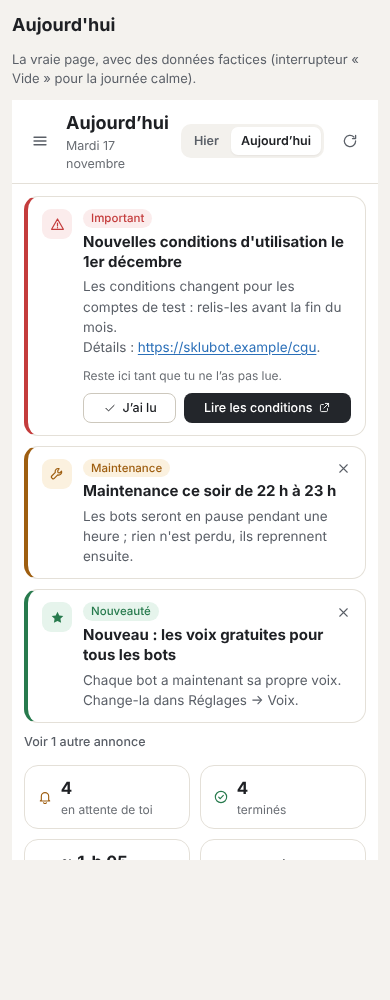 Aujourd'hui
La vraie page, avec des données factices (interrupteur «
Vide » pour la journée calme).
Aujourd’hui
Mardi 17
novembre
Hier
Aujourd’hui
Important
Nouvelles conditions d'utilisation le
1er décembre
Les conditions changent pour les
comptes de test : relis-les avant la fin du
mois.
Détails : https://sklubot.example/cgu.
Reste ici tant que tu ne l’as pas lue.
J’ai lu
Lire les conditions
Maintenance
Maintenance ce soir de 22 h à 23 h
Les bots seront en pause pendant une
heure ; rien n'est perdu, ils reprennent
ensuite.
Nouveauté
Nouveau : les voix gratuites pour
tous les bots
Chaque bot a maintenant sa propre voix.
Change-la dans Réglages → Voix.
Voir 1 autre annonce
4
en attente de toi
4
terminés